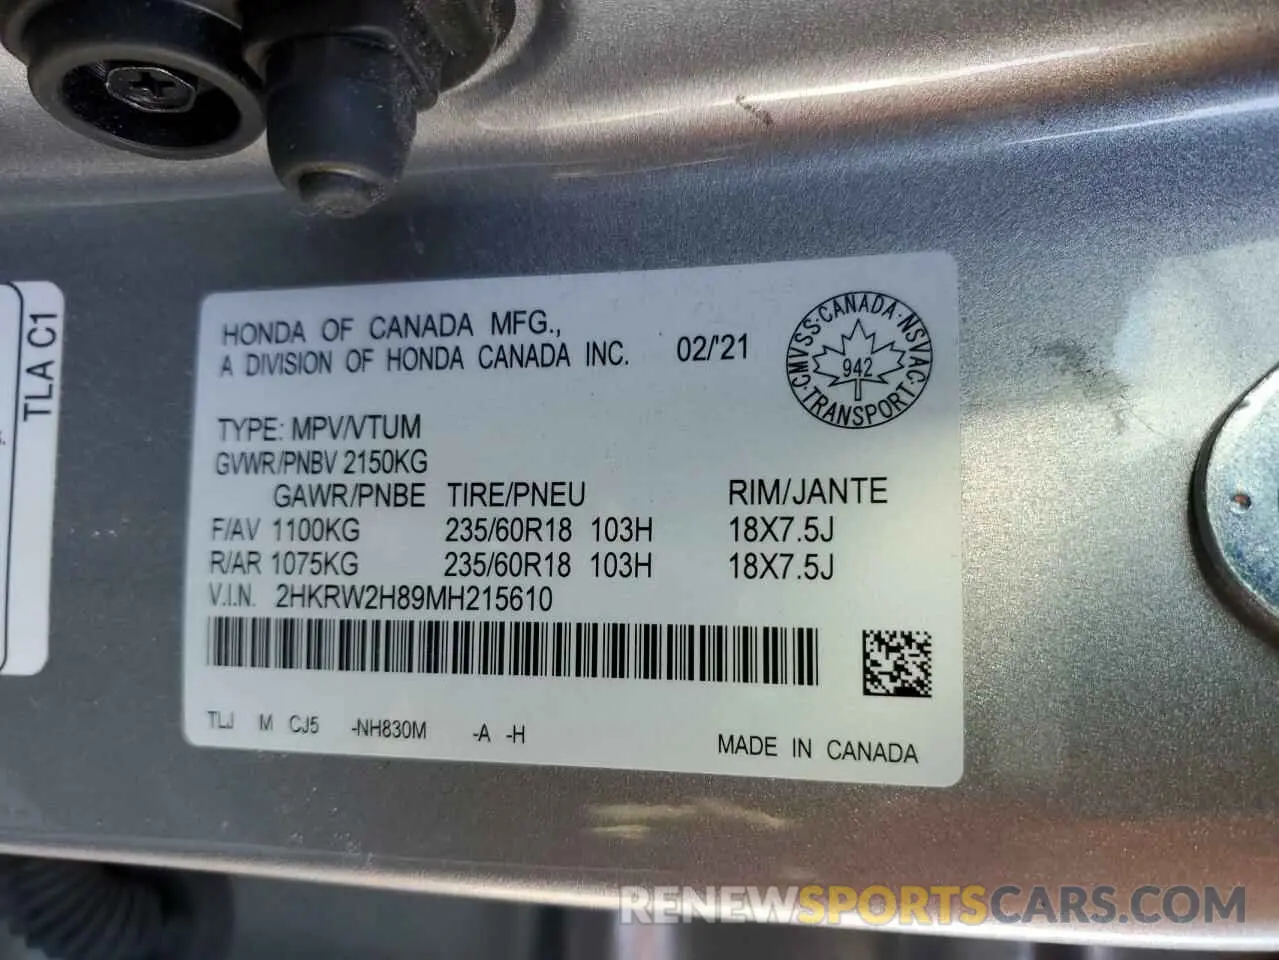 TLA C1
HONDA OF CANADA MFG.,
A DIVISION OF HONDA CANADA INC.
02/'21
CMVSS·CANADA·NSVAC·TRANSPORT·
942
TYPE: MPV/VTUM
GVWR/PNBV 2150KG
GAWR/PNBE TIRE/PNEU RIM/JANTE
F/AV 1100KG 235/60R18 103H 18X7.5J
R/AR 1075KG 235/60R18 103H 18X7.5J
V.I.N. 2HKRW2H89MH215610
TLJ M CJ5 -NH830M -A -H
MADE IN CANADA
RENEWSPORTSCARS.COM